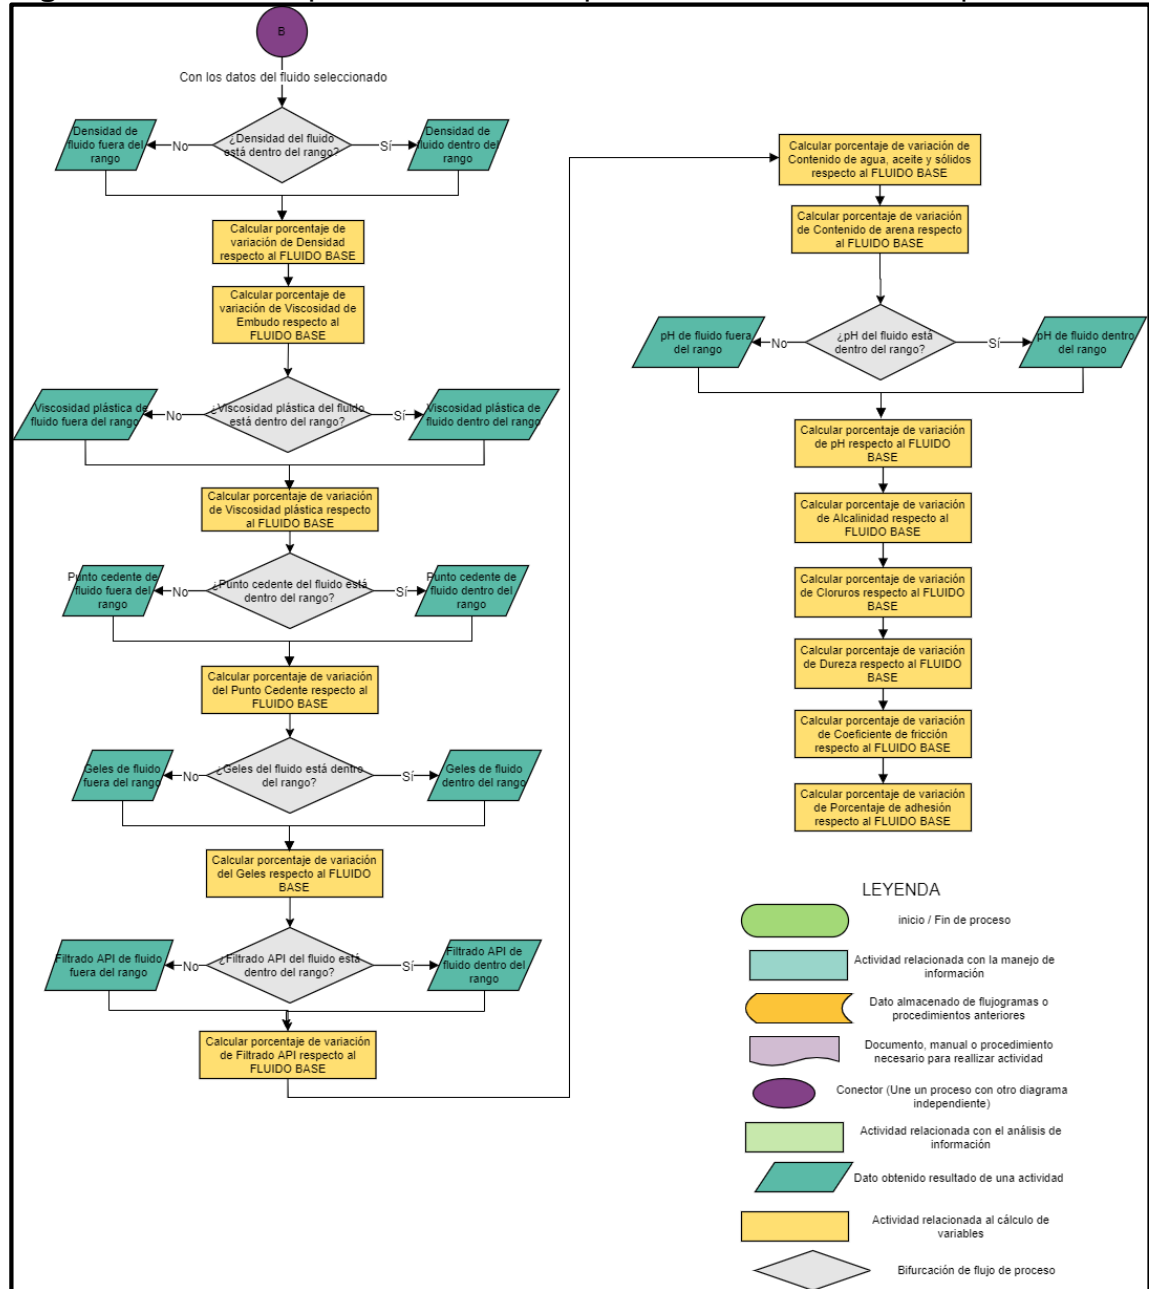 B
Con los datos del fluido seleccionado
¿Densidad del fluido
está dentro del rango?
No
Sí
Densidad de
fluido fuera del
rango
Densidad de
fluido dentro del
rango
Calcular porcentaje de
variación de Densidad
respecto al FLUIDO BASE
Calcular porcentaje de
variación de Viscosidad de
Embudo respecto al
FLUIDO BASE
¿Viscosidad plástica del fluido
está dentro del rango?
No
Sí
Viscosidad plástica de
fluido fuera del rango
Viscosidad plástica de
fluido dentro del rango
Calcular porcentaje de variación
de Viscosidad plástica respecto
al FLUIDO BASE
¿Punto cedente del fluido está
dentro del rango?
No
Sí
Punto cedente de
fluido fuera del
rango
Punto cedente de
fluido dentro del
rango
Calcular porcentaje de variación
del Punto Cedente respecto al
FLUIDO BASE
¿Geles del fluido está dentro
del rango?
No
Sí
Geles de fluido
fuera del rango
Geles de fluido
dentro del rango
Calcular porcentaje de variación
del Geles respecto al FLUIDO
BASE
¿Filtrado API del fluido está
dentro del rango?
No
Sí
Filtrado API de fluido
fuera del rango
Filtrado API de
fluido dentro del
rango
Calcular porcentaje de variación
de Filtrado API respecto al
FLUIDO BASE
Calcular porcentaje de variación de
Contenido de agua, aceite y sólidos
respecto al FLUIDO BASE
Calcular porcentaje de variación
de Contenido de arena respecto
al FLUIDO BASE
¿pH del fluido está
dentro del rango?
No
Sí
pH de fluido fuera
del rango
pH de fluido dentro
del rango
Calcular porcentaje de variación
de pH respecto al FLUIDO
BASE
Calcular porcentaje de variación
de Alcalinidad respecto al
FLUIDO BASE
Calcular porcentaje de variación
de Cloruros respecto al FLUIDO
BASE
Calcular porcentaje de variación
de Dureza respecto al FLUIDO
BASE
Calcular porcentaje de variación
de Coeficiente de fricción
respecto al FLUIDO BASE
Calcular porcentaje de variación
de Porcentaje de adhesión
respecto al FLUIDO BASE
LEYENDA
inicio / Fin de proceso
Actividad relacionada con la manejo de
información
Dato almacenado de flujogramas o
procedimientos anteriores
Documento, manual o procedimiento
necesario para reallizar actividad
Conector (Une un proceso con otro diagrama
independiente)
Actividad relacionada con el análisis de
información
Dato obtenido resultado de una actividad
Actividad relacionada al cálculo de
variables
Bifurcación de flujo de proceso